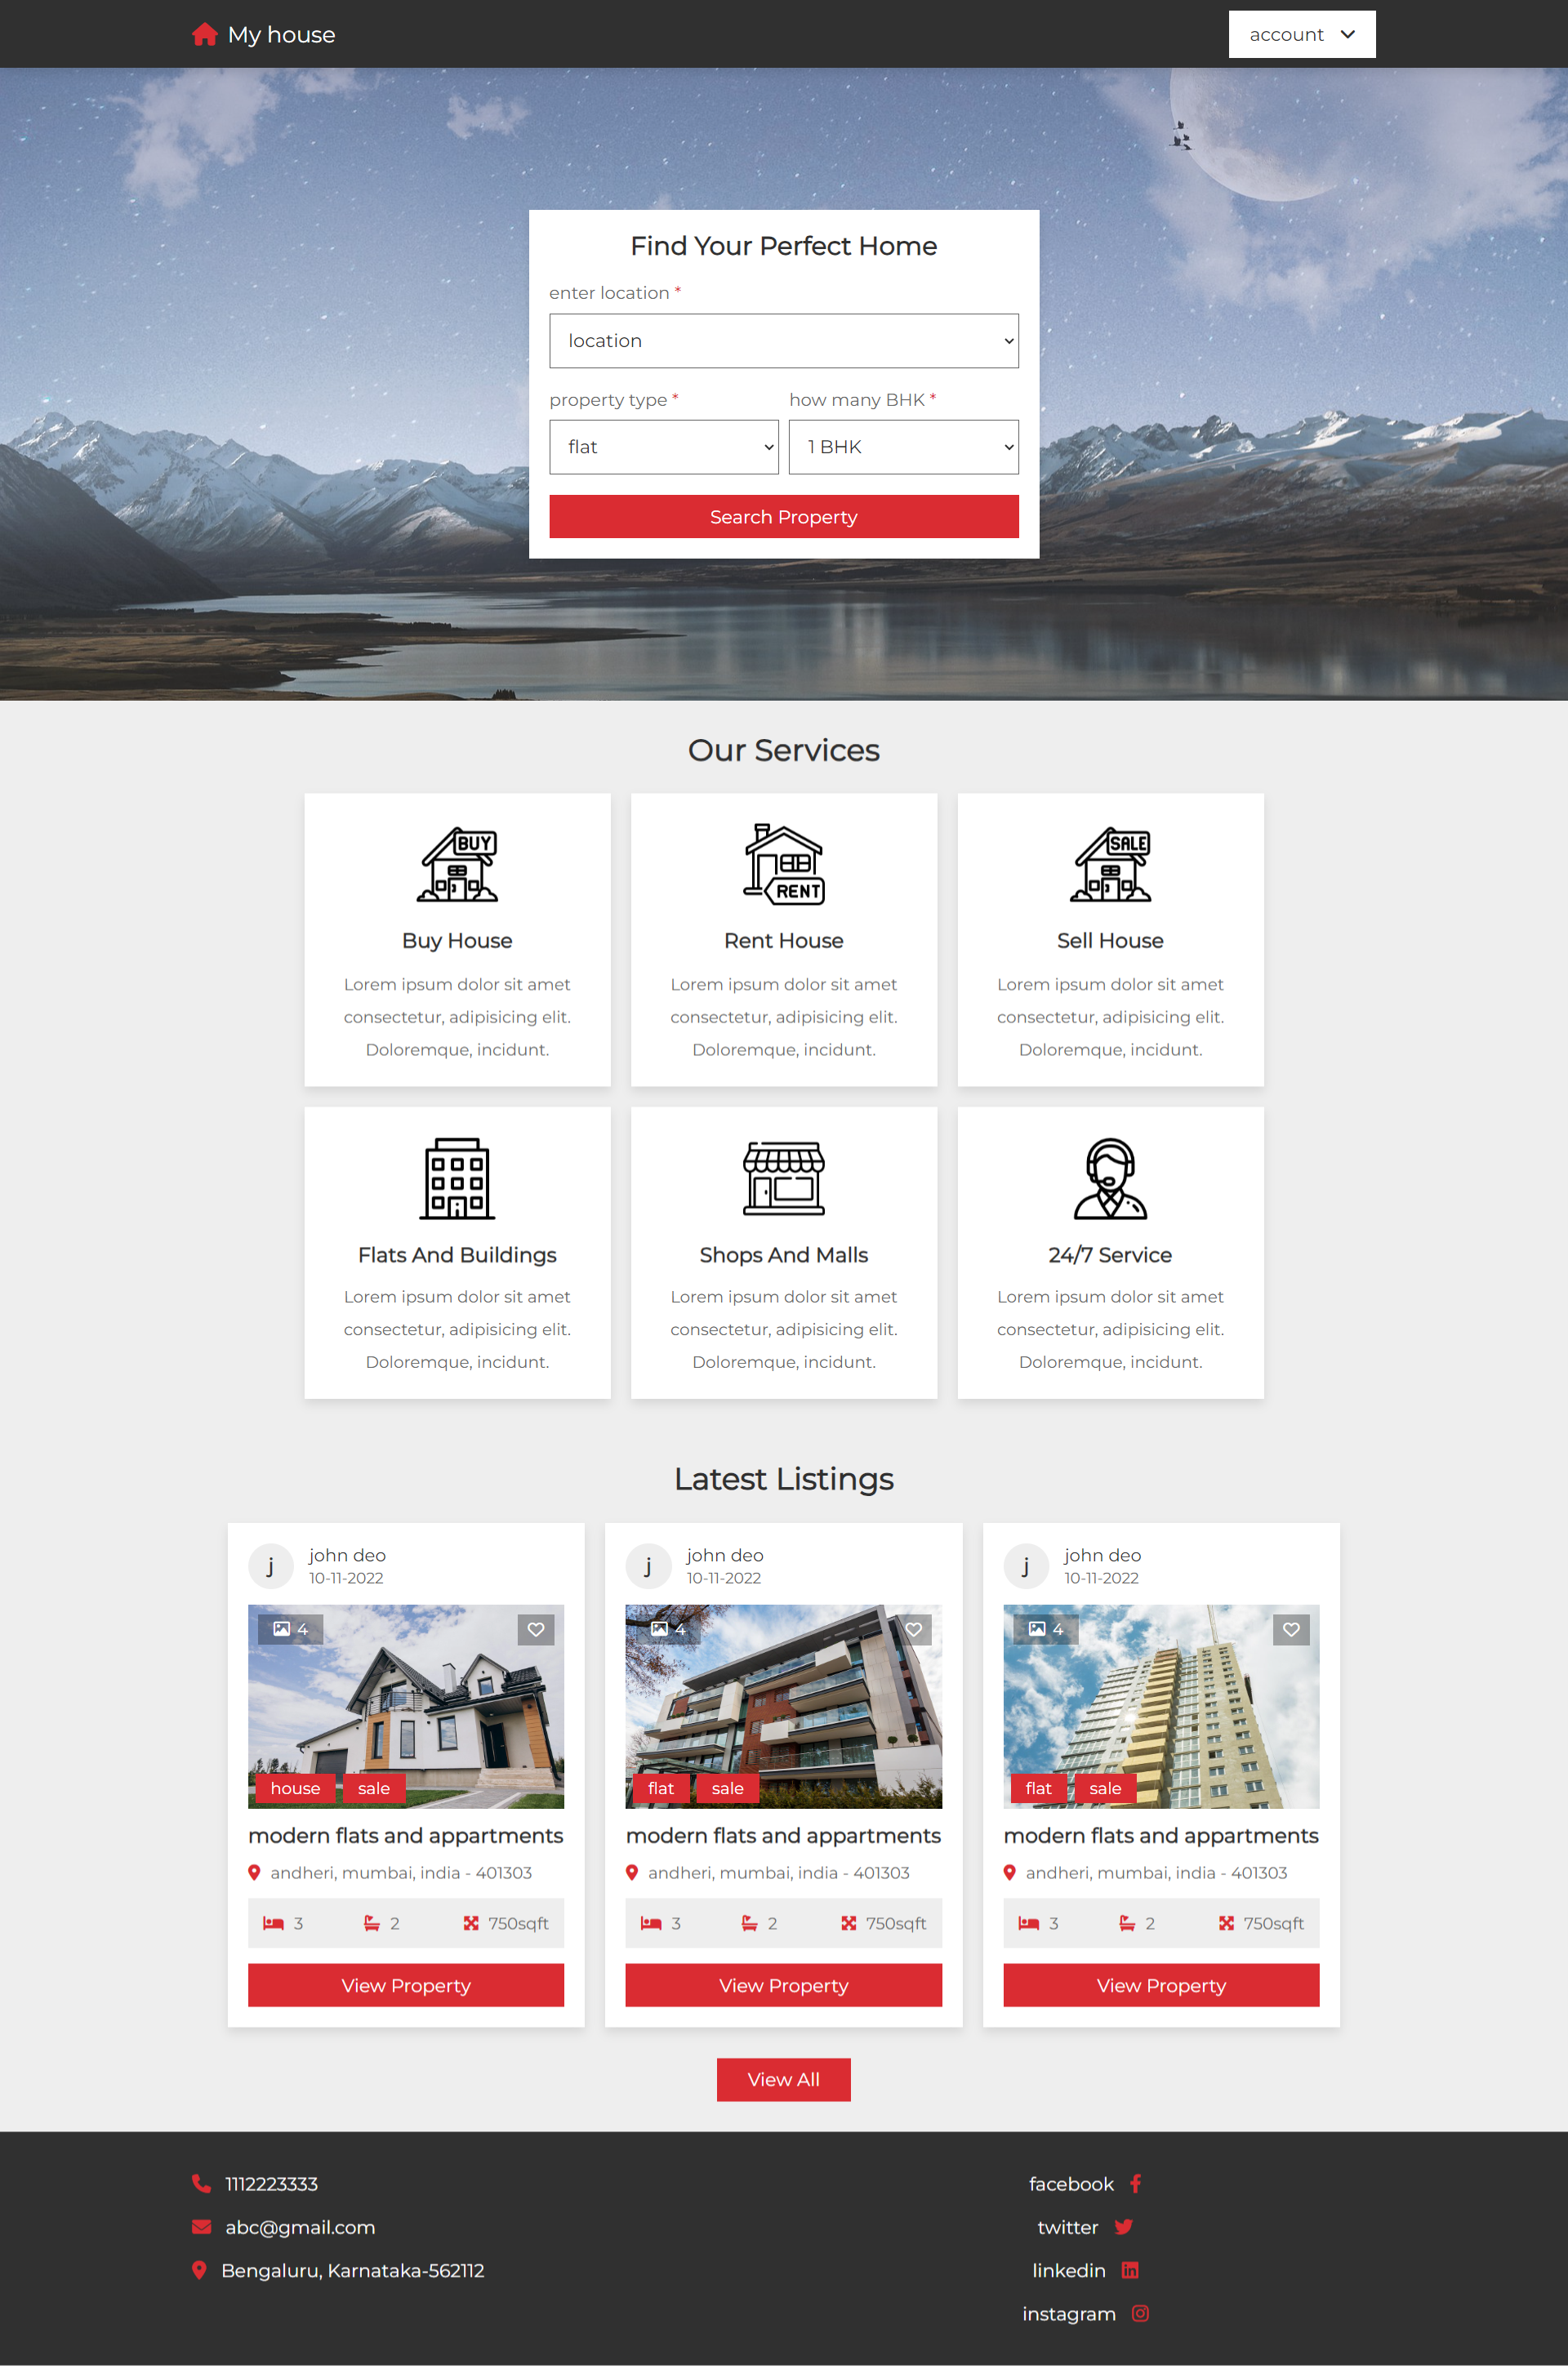 My house
account
Find Your Perfect Home
enter location *
location
property type * how many BHK *
flat 1 BHK
Search Property
Our Services
BUY RENT SALE
Buy House Rent House Sell House
Lorem ipsum dolor sit amet Lorem ipsum dolor sit amet Lorem ipsum dolor sit amet
consectetur, adipisicing elit. consectetur, adipisicing elit. consectetur, adipisicing elit.
Doloremque, incidunt. Doloremque, incidunt. Doloremque, incidunt.
Flats And Buildings Shops And Malls 24/7 Service
Lorem ipsum dolor sit amet Lorem ipsum dolor sit amet Lorem ipsum dolor sit amet
consectetur, adipisicing elit. consectetur, adipisicing elit. consectetur, adipisicing elit.
Doloremque, incidunt. Doloremque, incidunt. Doloremque, incidunt.
Latest Listings
j john deo j john deo j john deo
10-11-2022 10-11-2022 10-11-2022
4 4 4
house sale flat sale flat sale
modern flats and appartments modern flats and appartments modern flats and appartments
andheri, mumbai, india - 401303 andheri, mumbai, india - 401303 andheri, mumbai, india - 401303
3 2 750sqft 3 2 750sqft 3 2 750sqft
View Property View Property View Property
View All
1112223333 facebook
abc@gmail.com twitter
Bengaluru, Karnataka-562112 linkedin
instagram